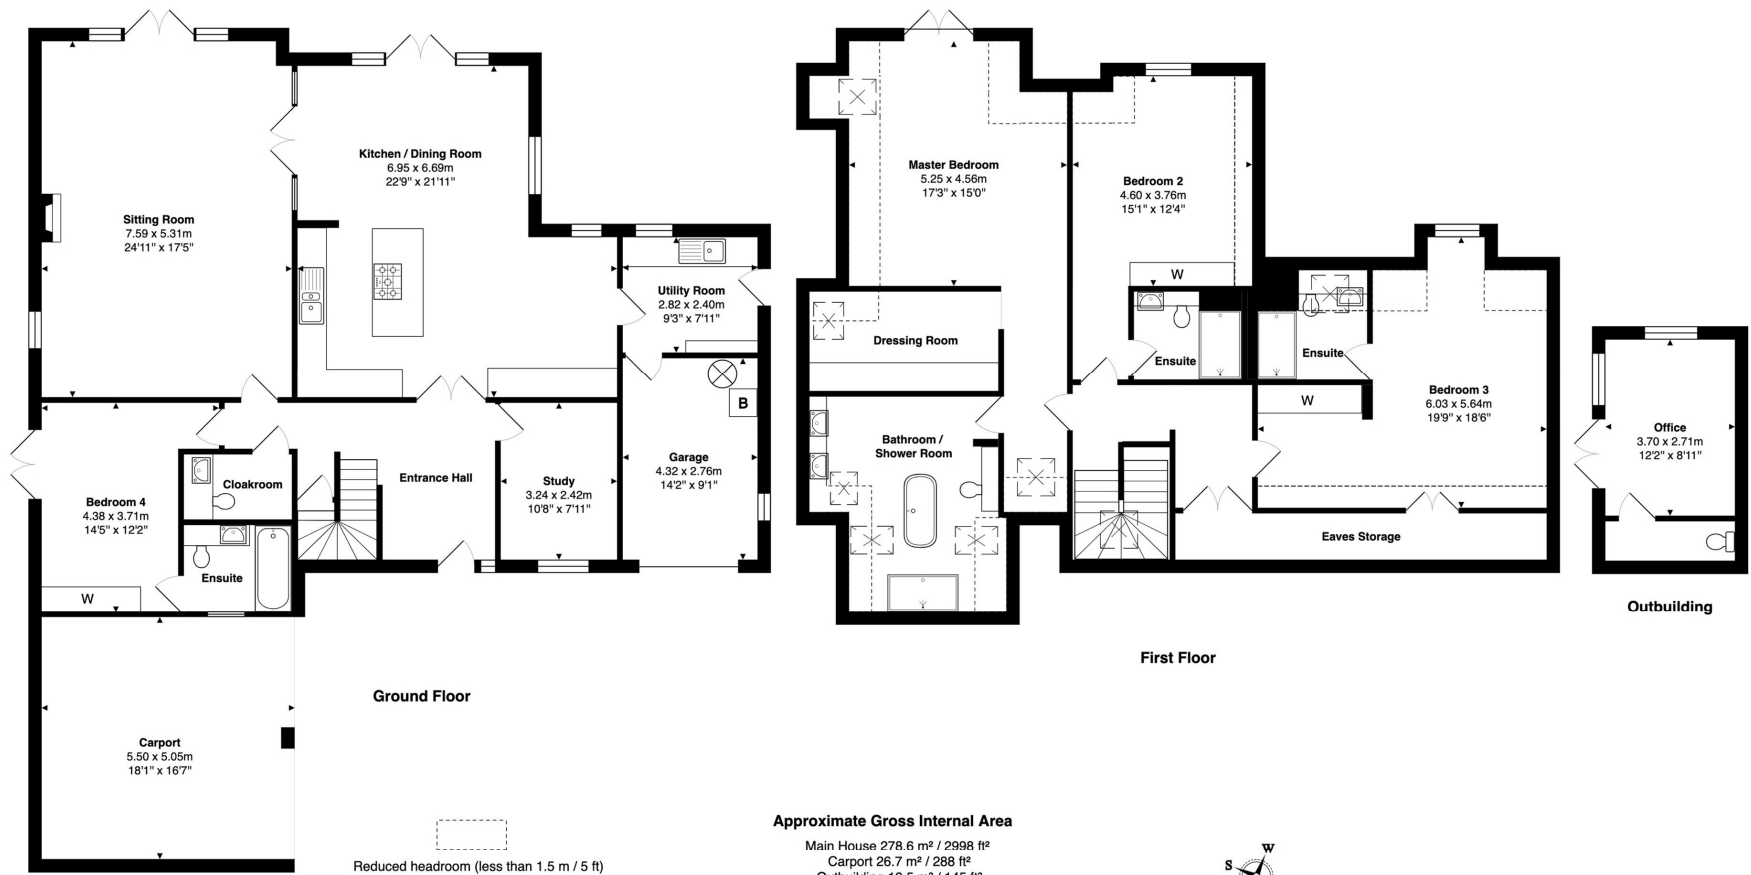 Sitting Room
7.59 x 5.31m
24'11" x 17'5"
Kitchen / Dining Room
6.95 x 6.69m
22'9" x 21'11"
Utility Room
2.82 x 2.40m
9'3" x 7'11"
B
Garage
4.32 x 2.76m
14'2" x 9'1"
Study
3.24 x 2.42m
10'8" x 7'11"
Entrance Hall
Cloakroom
Bedroom 4
4.38 x 3.71m
14'5" x 12'2"
Ensuite
W
Carport
5.50 x 5.05m
18'1" x 16'7"
Ground Floor
Master Bedroom
5.25 x 4.56m
17'3" x 15'0"
Bedroom 2
4.60 x 3.76m
15'1" x 12'4"
W
Dressing Room
Ensuite
Ensuite
Bedroom 3
6.03 x 5.64m
19'9" x 18'6"
W
Bathroom /
Shower Room
Eaves Storage
First Floor
Office
3.70 x 2.71m
12'2" x 8'11"
Outbuilding
Reduced headroom (less than 1.5 m / 5 ft)
Approximate Gross Internal Area
Main House 278.6 m² / 2998 ft²
Carport 26.7 m² / 288 ft²
Outbuilding 13.5 m² / 145 ft²
W
S